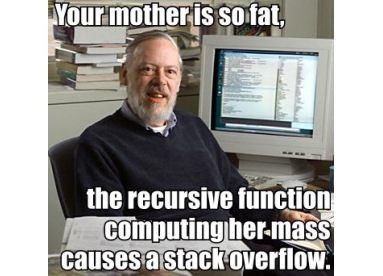 Your mother is so fat,
the recursive function
computing her mass
causes a stack overflow.